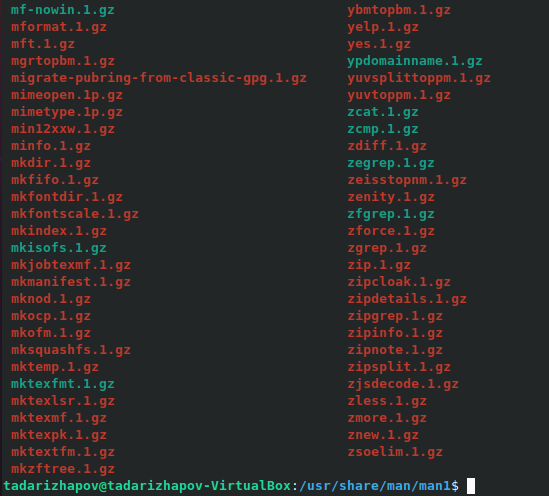 mf-nowin.1.gz ybmtopbm.1.gz
mformat.1.gz yelp.1.gz
mft.1.gz yes.1.gz
mgrtopbm.1.gz ypdomainname.1.gz
migrate-pubring-from-classic-gpg.1.gz yuvsplittoppm.1.gz
mimeopen.1p.gz yuvtoppm.1.gz
mimetype.1p.gz zcat.1.gz
min12xxw.1.gz zcmp.1.gz
minfo.1.gz zdiff.1.gz
mkdir.1.gz zegrep.1.gz
mkfifo.1.gz zeisstopnm.1.gz
mkfontdir.1.gz zenity.1.gz
mkfontscale.1.gz zfgrep.1.gz
mkindex.1.gz zforce.1.gz
mkisofs.1.gz zgrep.1.gz
mkjobtexmf.1.gz zip.1.gz
mkmanifest.1.gz zipcloak.1.gz
mknod.1.gz zipdetails.1.gz
mkocp.1.gz zipgrep.1.gz
mkofm.1.gz zipinfo.1.gz
mksquashfs.1.gz zipnote.1.gz
mktemp.1.gz zipsplit.1.gz
mktexfmt.1.gz zjsdecode.1.gz
mktexlsr.1.gz zless.1.gz
mktexmf.1.gz zmore.1.gz
mktexpk.1.gz znew.1.gz
mktextfm.1.gz zsoelim.1.gz
mkzftree.1.gz
tadarizhapov@tadarizhapov-VirtualBox:/usr/share/man/man1$